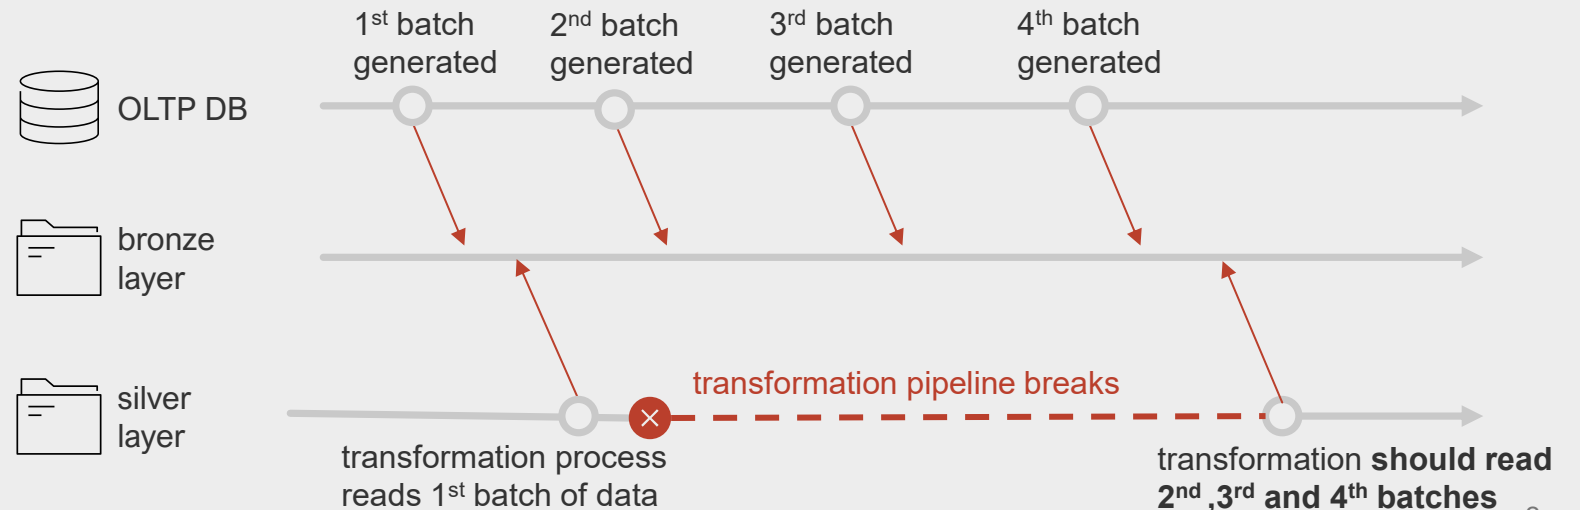 1st batch
generated
2nd batch
generated
3rd batch
generated
4th batch
generated
OLTP DB
bronze
layer
transformation pipeline breaks
silver
layer
transformation process
reads 1st batch of data
transformation should read
2nd ,3rd and 4th batches